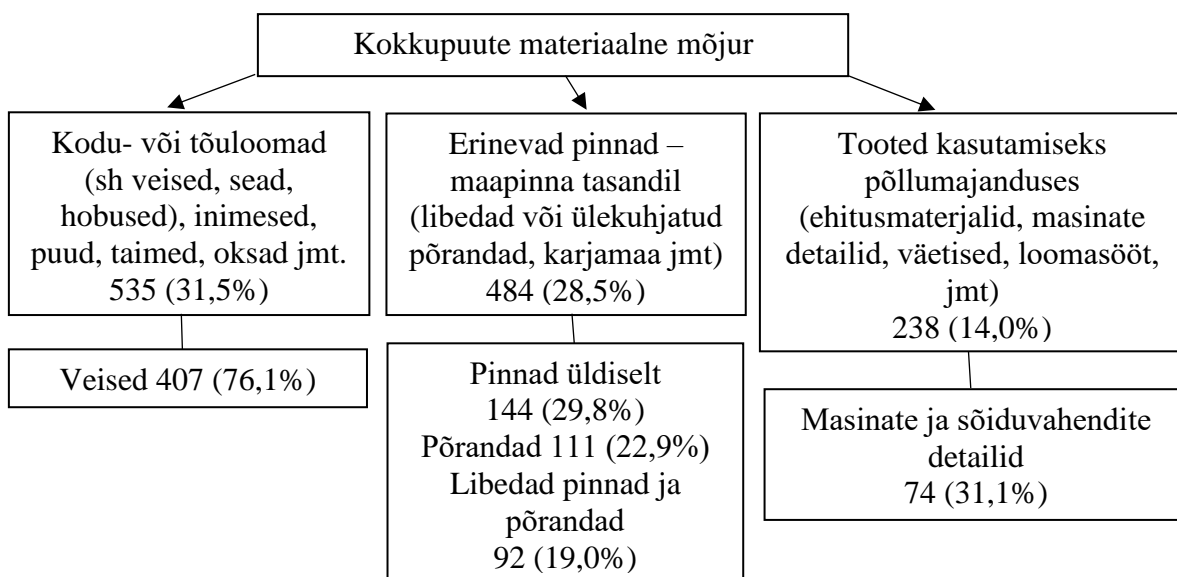 Kokkupuute materiaalne mõjur
Kodu- või tõuloomad
(sh veised, sead,
hobused), inimesed,
puud, taimed, oksad jmt.
535 (31,5%)
Erinevad pinnad –
maapinna tasandil
(libedad või ülekuhjatud
põrandad, karjamaa jmt)
484 (28,5%)
Tooted kasutamiseks
põllumajanduses
(ehitusmaterjalid, masinate
detailid, väetised, loomasööt,
jmt)
238 (14,0%)
Veised 407 (76,1%)
Pinnad üldiselt
144 (29,8%)
Põrandad 111 (22,9%)
Libedad pinnad ja
põrandad
92 (19,0%)
Masinate ja sõiduvahendite
detailid
74 (31,1%)